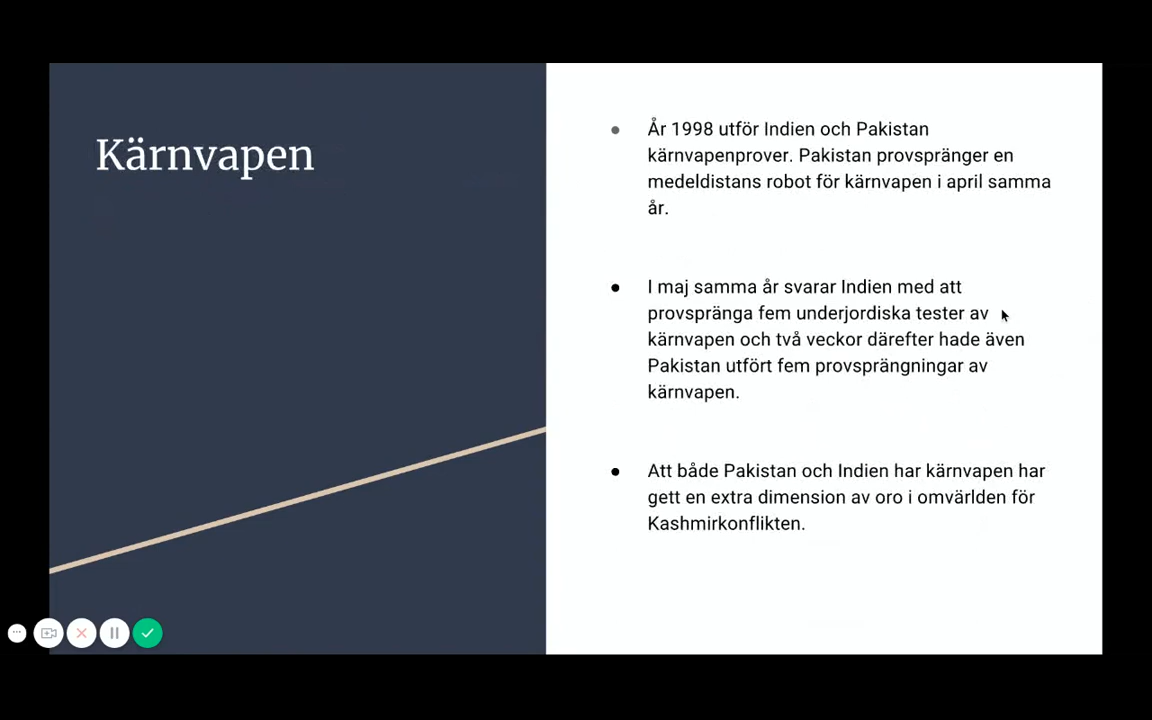 Kärnvapen
År 1998 utför Indien och Pakistan
kärnvapenprover. Pakistan provspränger en
medeldistans robot för kärnvapen i april samma
år.
I maj samma år svarar Indien med att
provspränga fem underjordiska tester av
kärnvapen och två veckor därefter hade även
Pakistan utfört fem provsprängningar av
kärnvapen.
Att både Pakistan och Indien har kärnvapen har
gett en extra dimension av oro i omvärlden för
Kashmirkonflikten.